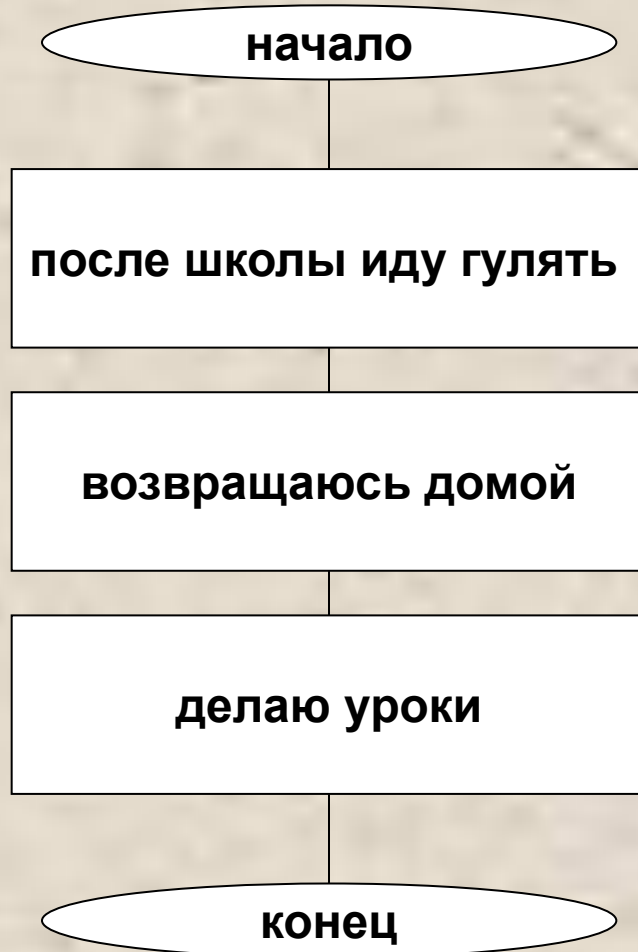 начало
после школы иду гулять
возвращаюсь домой
делаю уроки
конец